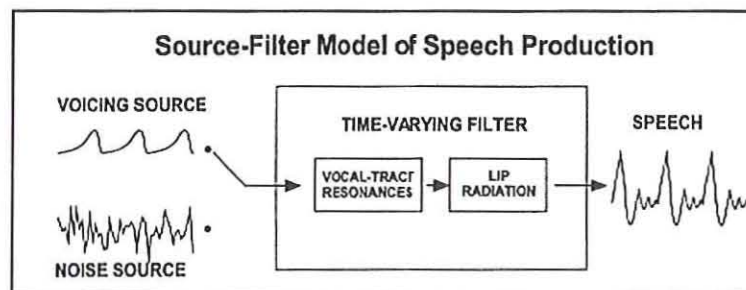 Source-Filter Model of Speech Production
VOICING SOURCE
TIME-VARYING FILTER
SPEECH
VOCAL-TRACT
RESONANCES
LIP
RADIATION
NOISE SOURCE